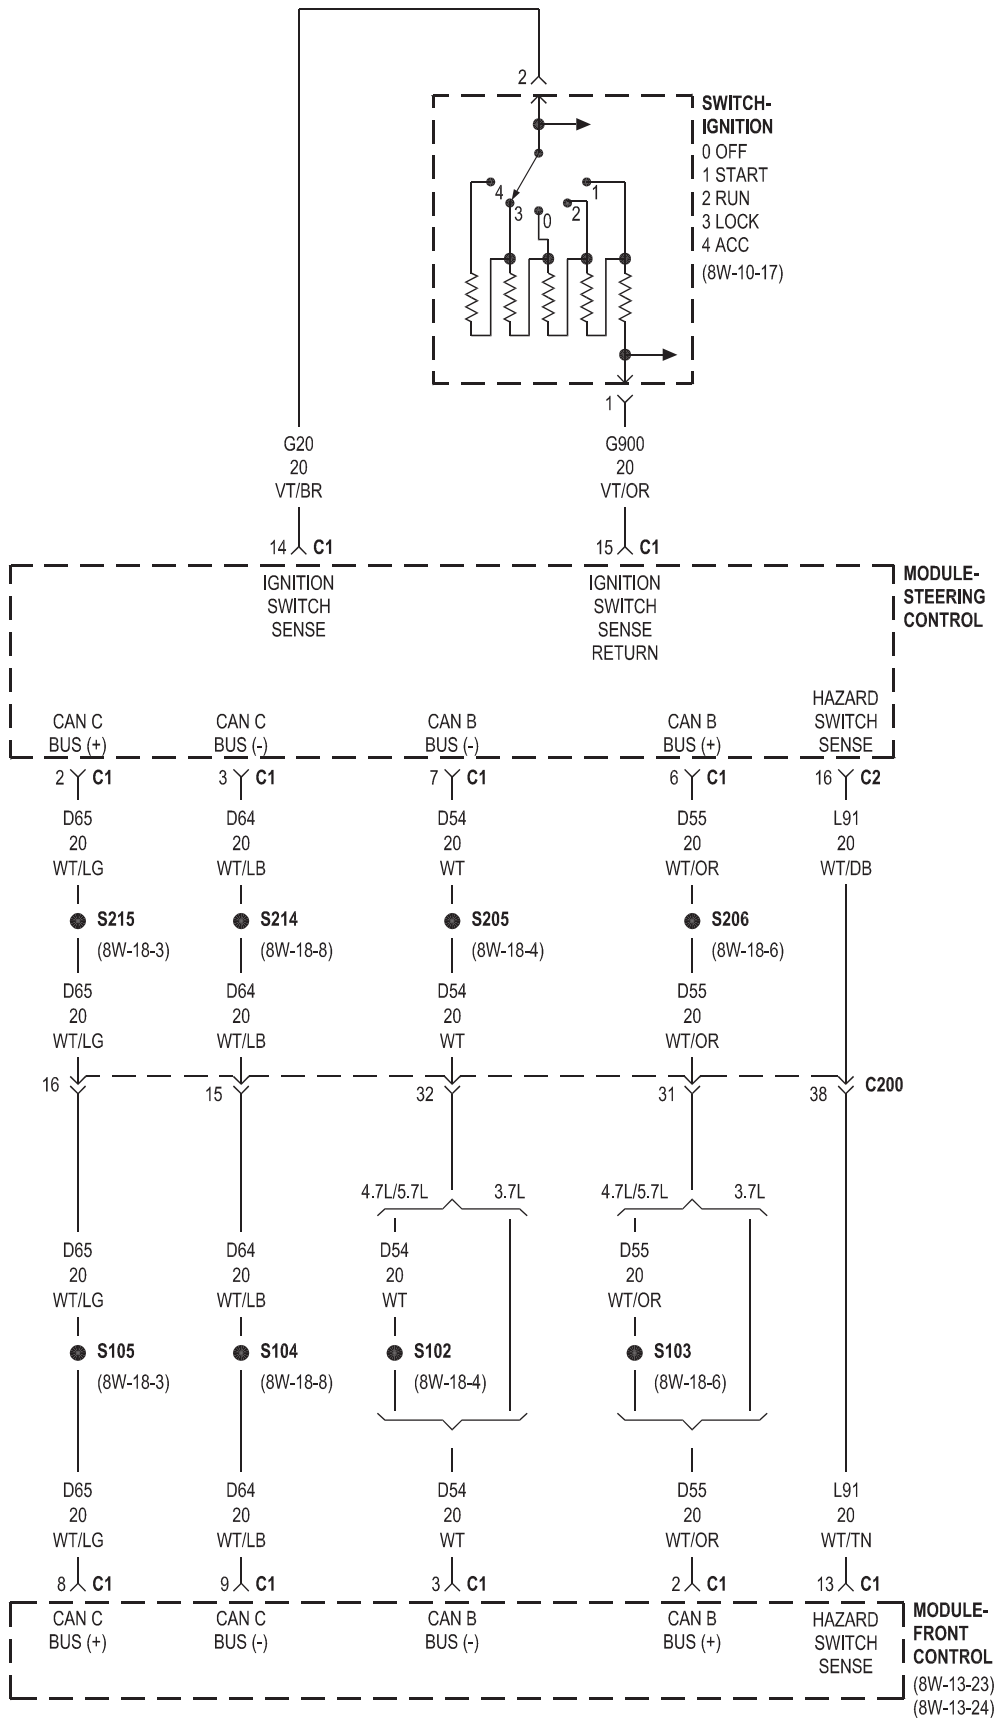 2
SWITCH-
IGNITION
0 OFF
1 START
2 RUN
3 LOCK
4 ACC
(8W-10-17)
4
3
0
2
1
1
G20
20
VT/BR
G900
20
VT/OR
14 C1
15 C1
IGNITION
SWITCH
SENSE
IGNITION
SWITCH
SENSE
RETURN
MODULE-
STEERING
CONTROL
CAN C
BUS (+)
CAN C
BUS (-)
CAN B
BUS (-)
CAN B
BUS (+)
HAZARD
SWITCH
SENSE
2 C1
3 C1
7 C1
6 C1
16 C2
D65
20
WT/LG
D64
20
WT/LB
D54
20
WT
D55
20
WT/OR
L91
20
WT/DB
S215
(8W-18-3)
S214
(8W-18-8)
S205
(8W-18-4)
S206
(8W-18-6)
D65
20
WT/LG
D64
20
WT/LB
D54
20
WT
D55
20
WT/OR
16
15
32
31
38
C200
4.7L/5.7L
3.7L
4.7L/5.7L
3.7L
D65
20
WT/LG
D64
20
WT/LB
D54
20
WT
D55
20
WT/OR
S105
(8W-18-3)
S104
(8W-18-8)
S102
(8W-18-4)
S103
(8W-18-6)
D65
20
WT/LG
D64
20
WT/LB
D54
20
WT
D55
20
WT/OR
L91
20
WT/TN
8 C1
9 C1
3 C1
2 C1
13 C1
CAN C
BUS (+)
CAN C
BUS (-)
CAN B
BUS (-)
CAN B
BUS (+)
HAZARD
SWITCH
SENSE
MODULE-
FRONT
CONTROL
(8W-13-23)
(8W-13-24)